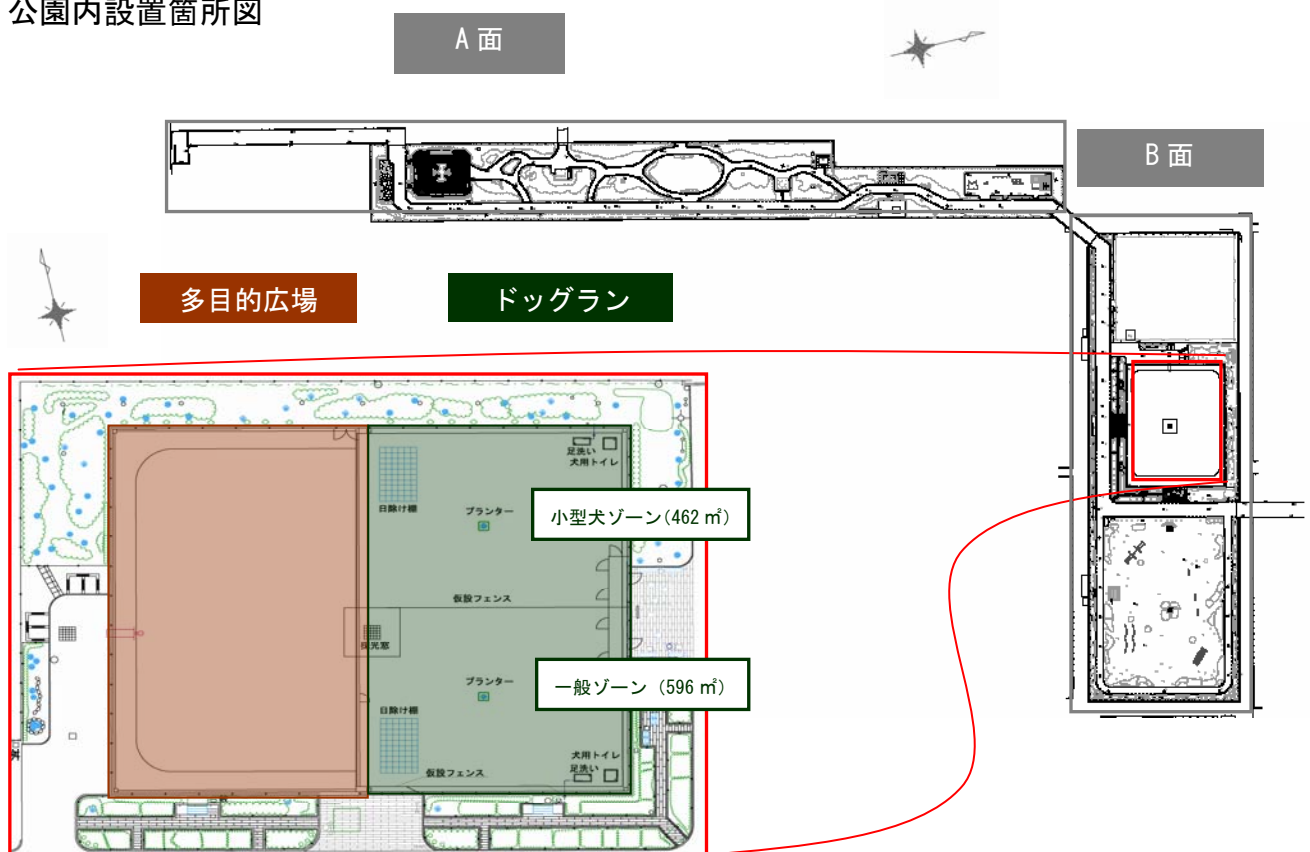 公園内設置箇所図
A面
B面
多目的広場
ドッグラン
足洗い
犬用トイレ
日除け棚
プランター
小型犬ゾーン(462 ㎡)
仮設フェンス
採光窓
プランター
一般ゾーン (596 ㎡)
日除け棚
犬用トイレ
足洗い
仮設フェンス